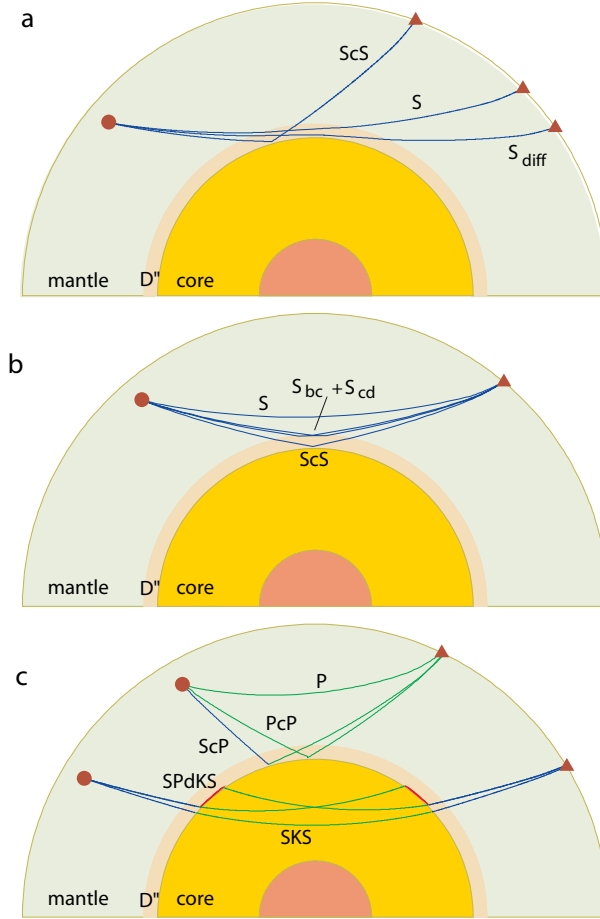 a
ScS
S
S diff
mantle D" core
b
S bc + S cd
S
ScS
mantle D" core
c
P
PcP
ScP
SPdKS
SKS
mantle D" core